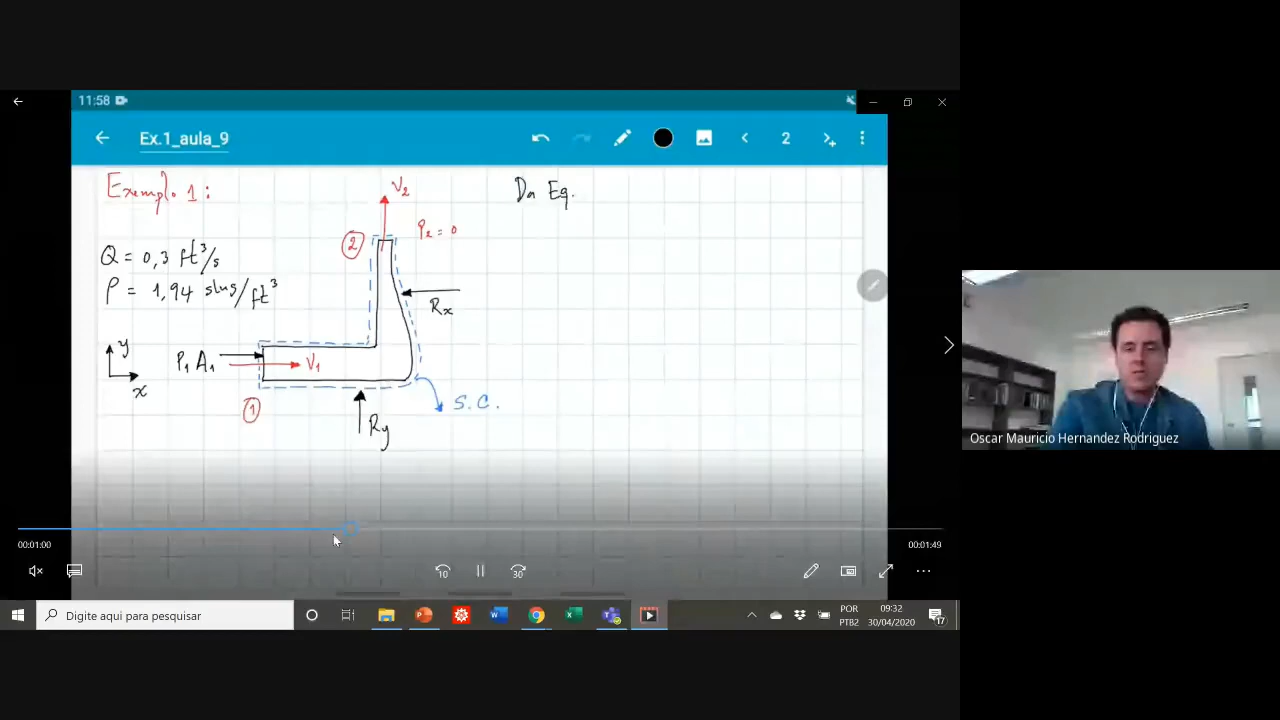 11:58
Ex.1_aula_9
2
Exemplo 1:
Da Eq.
V2
P2 = 0
2
Q = 0,3 ft³/s
ρ = 1,94 slug/ft³
Rx
y
x
P1 A1
V1
1
S.C.
Ry
Oscar Mauricio Hernandez Rodriguez
00:01:00
00:01:49
10
30
Digite aqui para pesquisar
POR
PTB2
09:32
30/04/2020
17